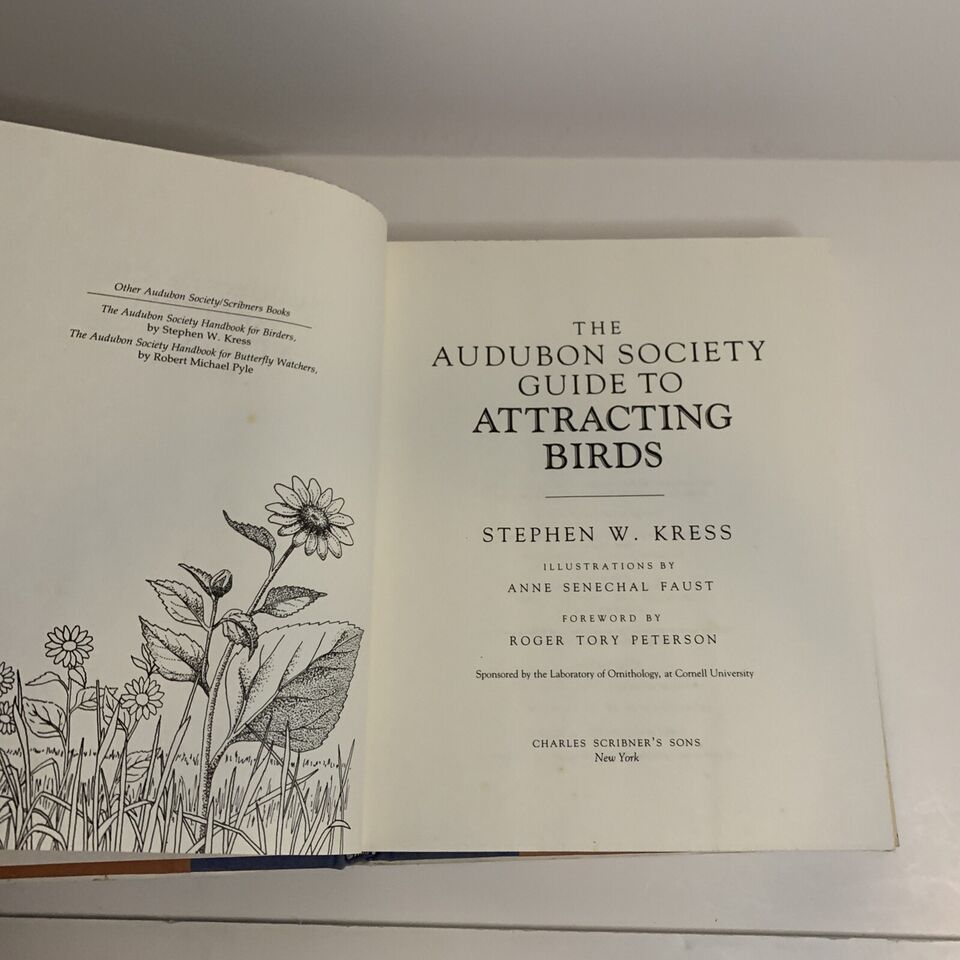 Other Audubon Society/Scribners Books
The Audubon Society Handbook for Birders,
by Stephen W. Kress
The Audubon Society Handbook for Butterfly Watchers,
by Robert Michael Pyle
THE
AUDUBON SOCIETY
GUIDE TO
ATTRACTING
BIRDS
STEPHEN W. KRESS
ILLUSTRATIONS BY
ANNE SENECHAL FAUST
FOREWORD BY
ROGER TORY PETERSON
Sponsored by the Laboratory of Ornithology, at Cornell University
CHARLES SCRIBNER'S SONS
New York